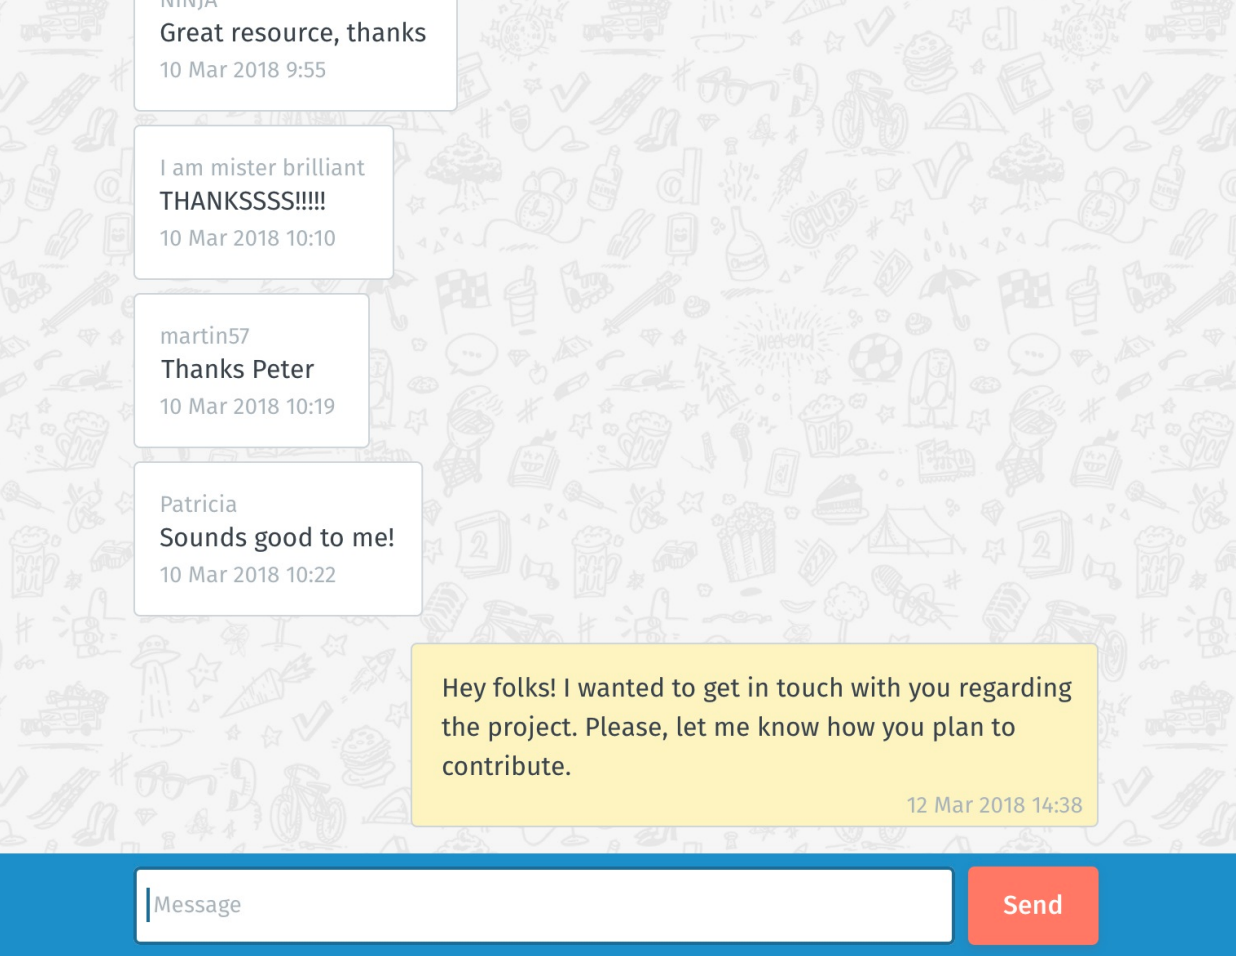 NINJA
Great resource, thanks
10 Mar 2018 9:55
I am mister brilliant
THANKSSSS!!!!!
10 Mar 2018 10:10
martin57
Thanks Peter
10 Mar 2018 10:19
Patricia
Sounds good to me!
10 Mar 2018 10:22
Hey folks! I wanted to get in touch with you regarding
the project. Please, let me know how you plan to
contribute.
12 Mar 2018 14:38
Message
Send